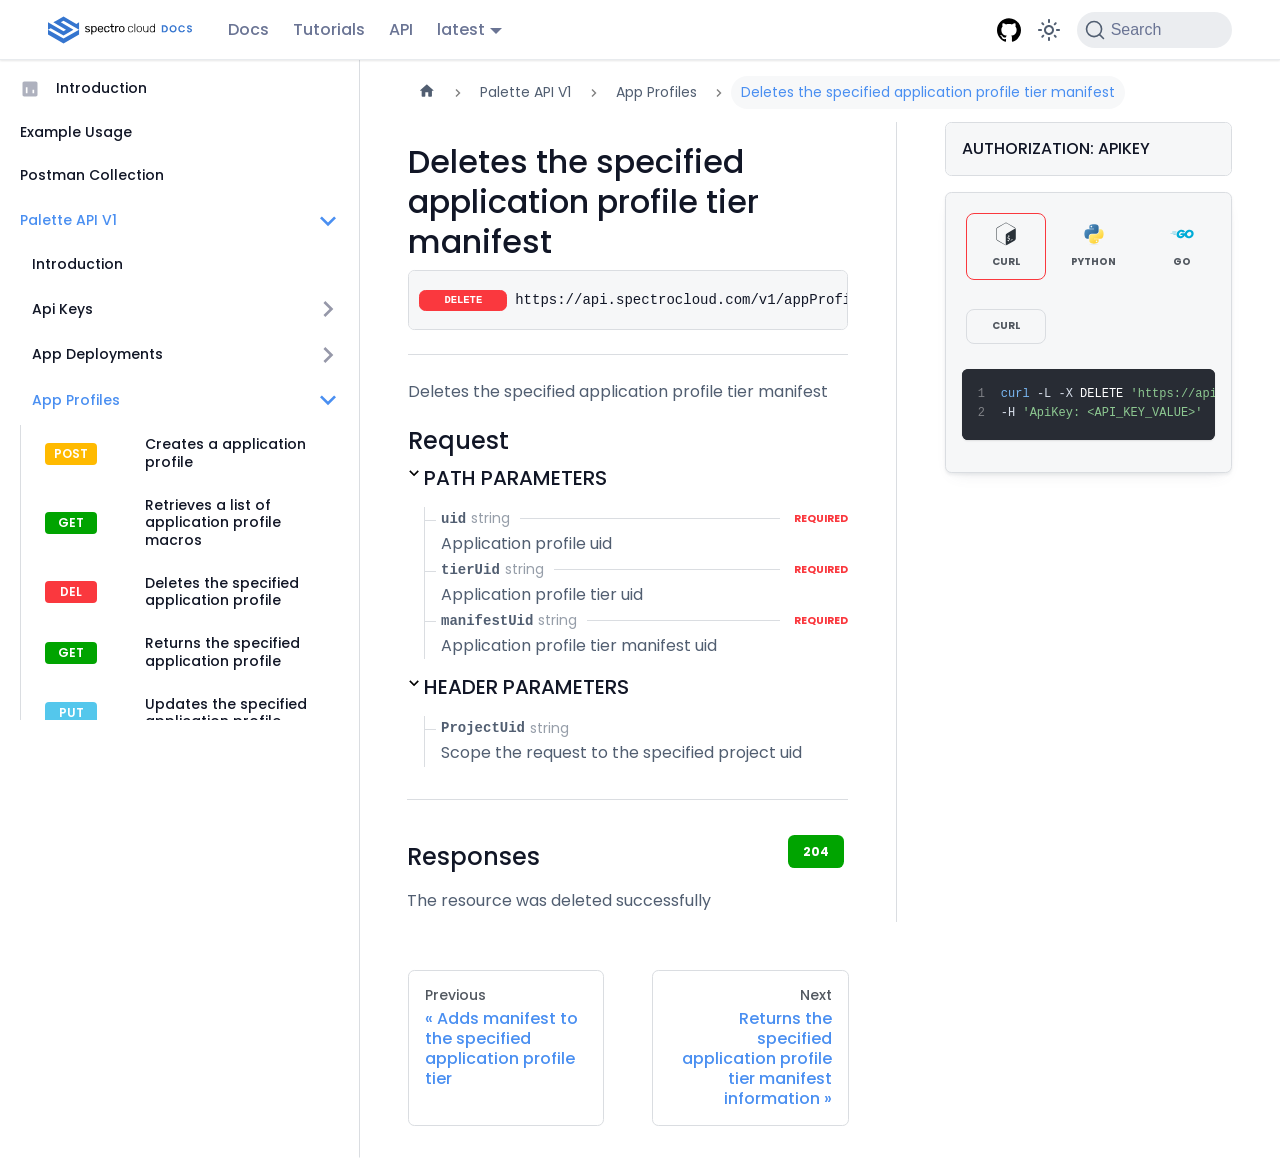 spectro cloud DOCS
Docs
Tutorials
API
latest
Search
Introduction
Example Usage
Postman Collection
Palette API V1
Introduction
Api Keys
App Deployments
App Profiles
POST Creates a application
profile
GET Retrieves a list of
application profile
macros
DEL Deletes the specified
application profile
GET Returns the specified
application profile
PUT Updates the specified
application profile
Palette API V1
App Profiles
Deletes the specified application profile tier manifest
Deletes the specified
application profile tier
manifest
DELETE https://api.spectrocloud.com/v1/appProfi
Deletes the specified application profile tier manifest
Request
PATH PARAMETERS
uid string REQUIRED
Application profile uid
tierUid string REQUIRED
Application profile tier uid
manifestUid string REQUIRED
Application profile tier manifest uid
HEADER PARAMETERS
ProjectUid string
Scope the request to the specified project uid
Responses
204
The resource was deleted successfully
Previous
« Adds manifest to
the specified
application profile
tier
Next
Returns the
specified
application profile
tier manifest
information »
AUTHORIZATION: APIKEY
CURL
PYTHON
GO
CURL
1 curl -L -X DELETE 'https://api
2 -H 'ApiKey: <API_KEY_VALUE>'